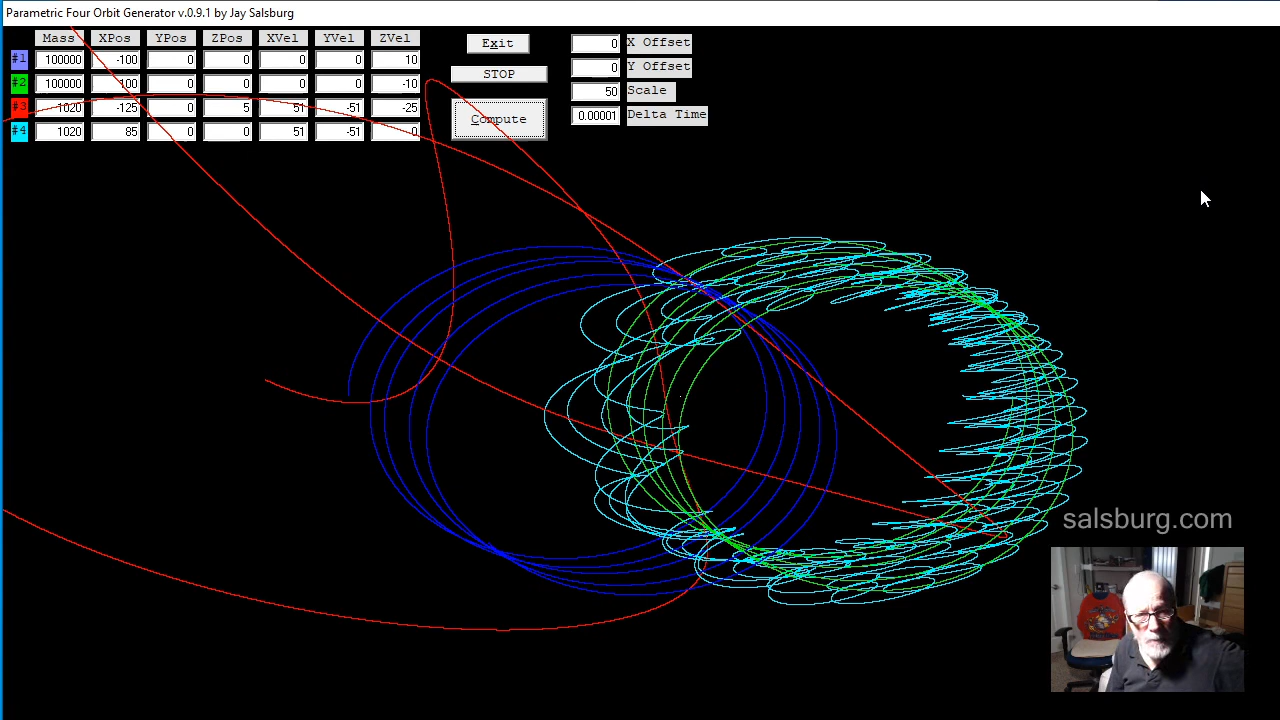 Parametric Four Orbit Generator v.0.9.1 by Jay Salsburg
Mass XPos YPos ZPos XVel YVel ZVel
#1 100000 -100 0 0 0 0 10
#2 100000 100 0 0 0 0 -10
#3 1020 -125 0 5 51 -51 -25
#4 1020 85 0 0 51 -51 0
Exit
STOP
Compute
0 X Offset
0 Y Offset
50 Scale
0.00001 Delta Time
salsburg.com